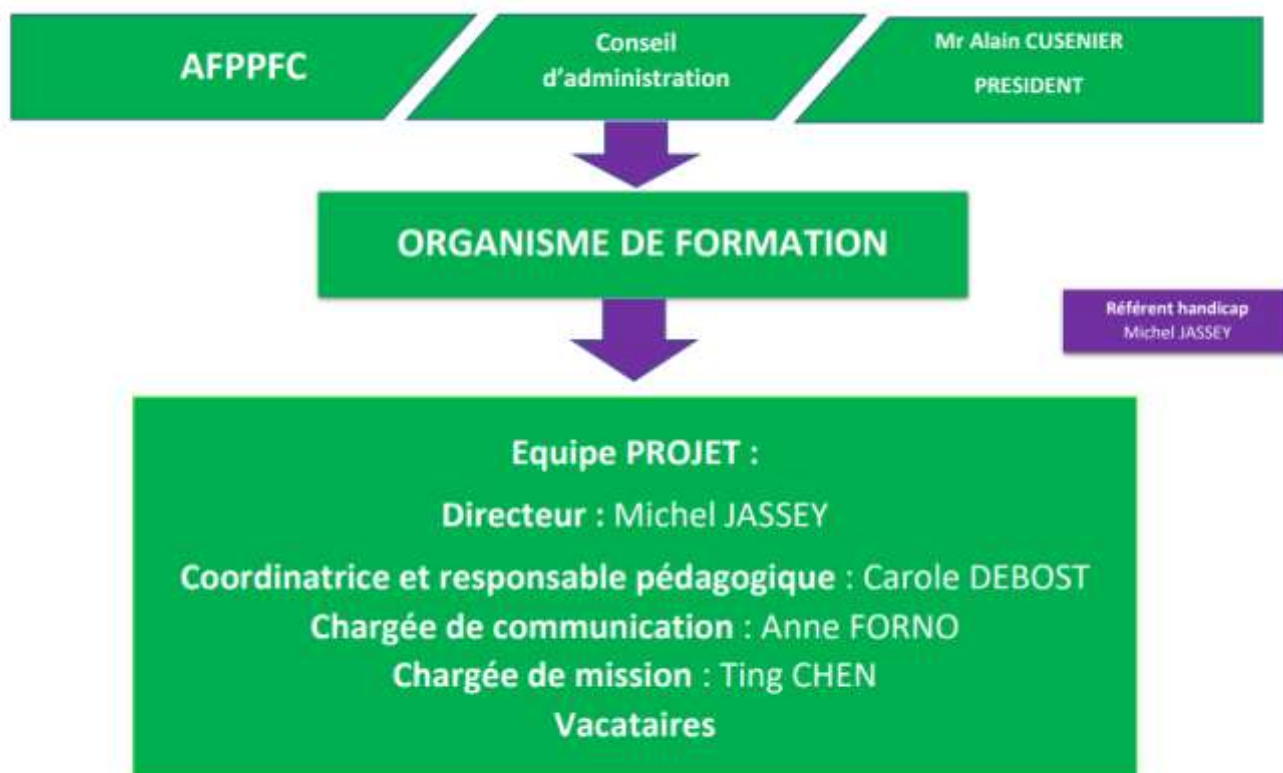 AFPPFC
Conseil
d'administration
Mr Alain CUSENIER
PRESIDENT
ORGANISME DE FORMATION
Référent handicap
Michel JASSEY
Equipe PROJET :
Directeur : Michel JASSEY
Coordinatrice et responsable pédagogique : Carole DEBOST
Chargée de communication : Anne FORNO
Chargée de mission : Ting CHEN
Vacataires